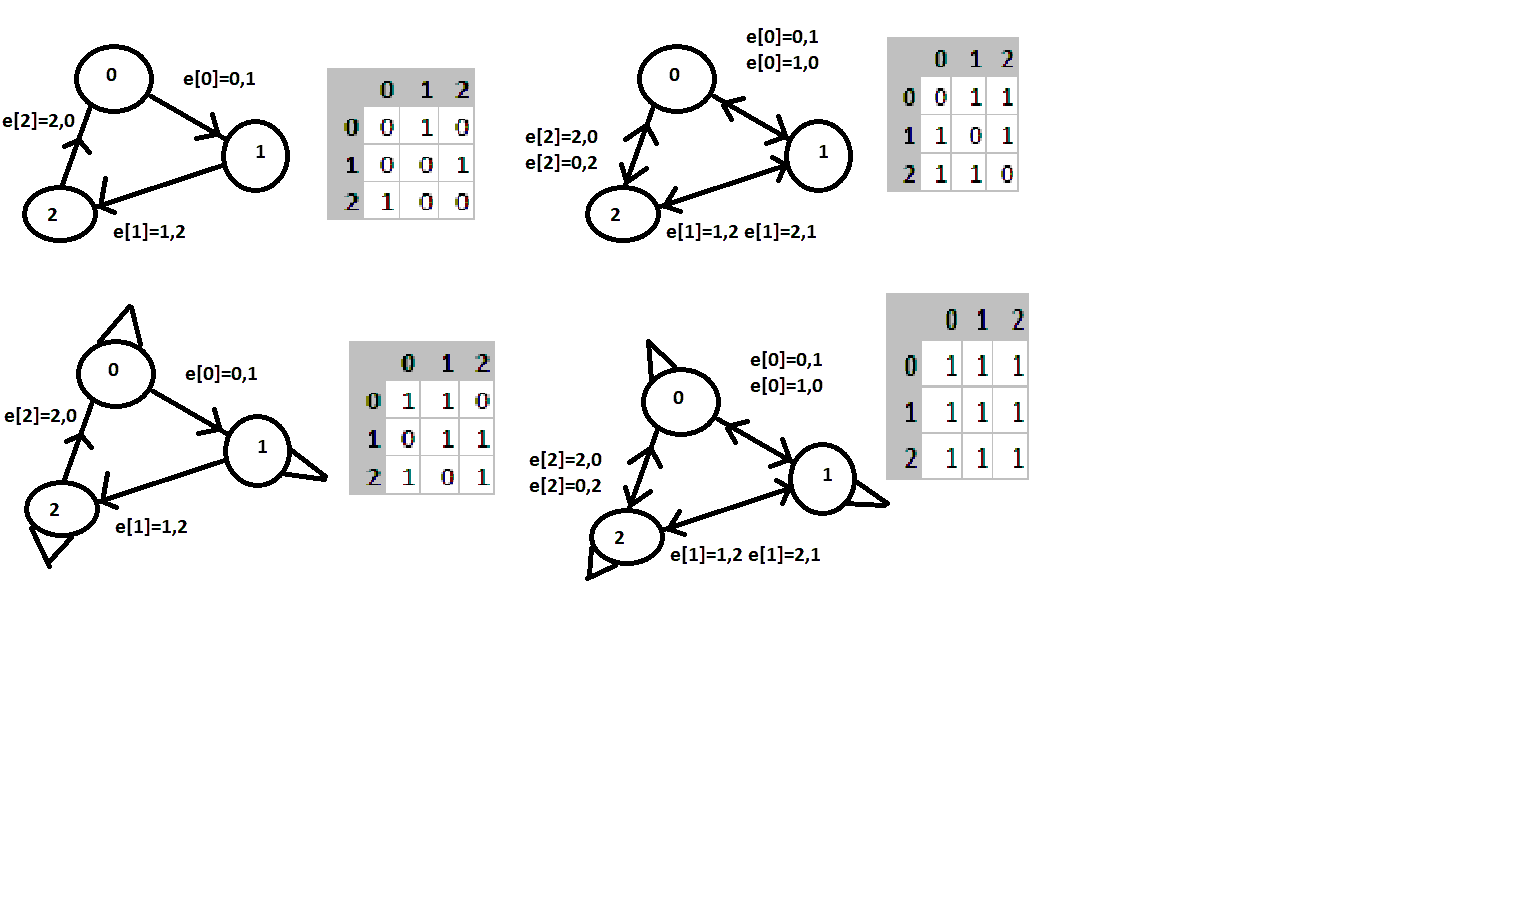 0
e[0]=0,1
e[2]=2,0
1
2
e[1]=1,2
0 1 2
0 0 1 0
1 0 0 1
2 1 0 0
e[0]=0,1
e[0]=1,0
0
e[2]=2,0
e[2]=0,2
1
2
e[1]=1,2 e[1]=2,1
0 1 2
0 0 1 1
1 1 0 1
2 1 1 0
0
e[0]=0,1
e[2]=2,0
1
2
e[1]=1,2
0 1 2
0 1 1 0
1 0 1 1
2 1 0 1
e[0]=0,1
e[0]=1,0
0
e[2]=2,0
e[2]=0,2
1
2
e[1]=1,2 e[1]=2,1
0 1 2
0 1 1 1
1 1 1 1
2 1 1 1